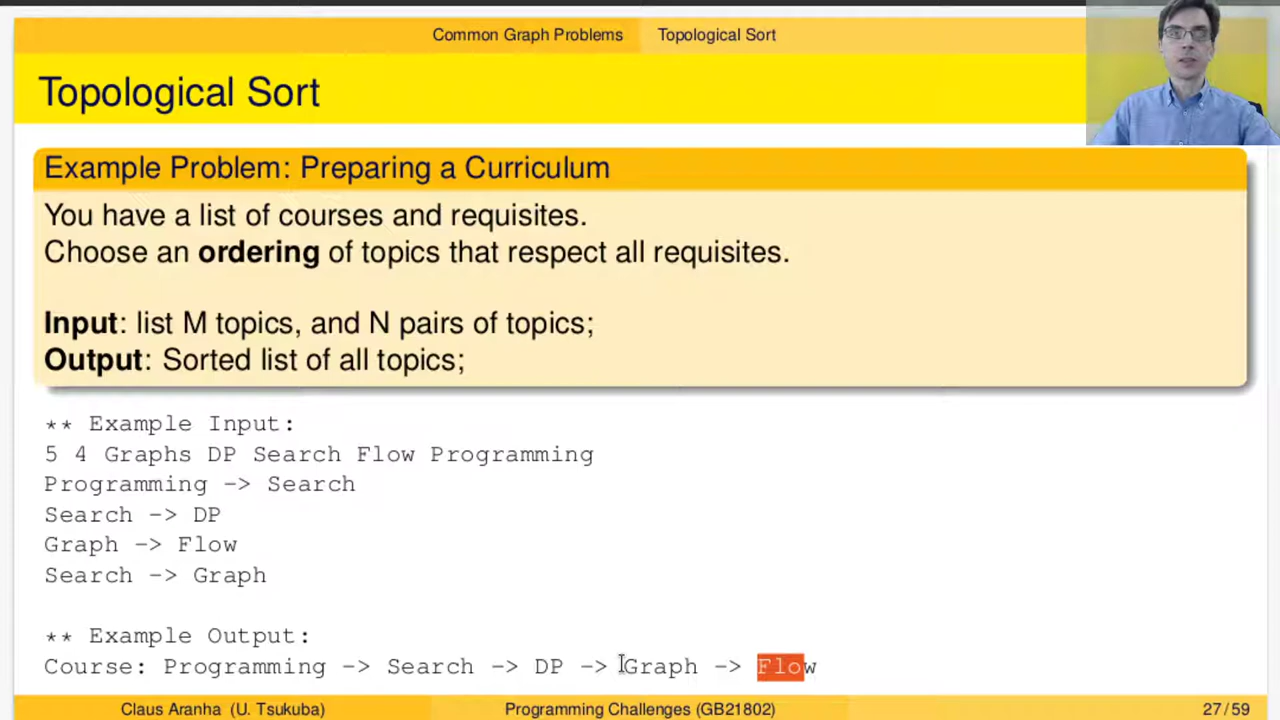 Common Graph Problems Topological Sort
Topological Sort
Example Problem: Preparing a Curriculum
You have a list of courses and requisites.
Choose an ordering of topics that respect all requisites.
Input: list M topics, and N pairs of topics;
Output: Sorted list of all topics;
** Example Input:
5 4 Graphs DP Search Flow Programming
Programming -> Search
Search -> DP
Graph -> Flow
Search -> Graph
** Example Output:
Course: Programming -> Search -> DP -> Graph -> Flow
Claus Aranha (U. Tsukuba) Programming Challenges (GB21802) 27 / 59